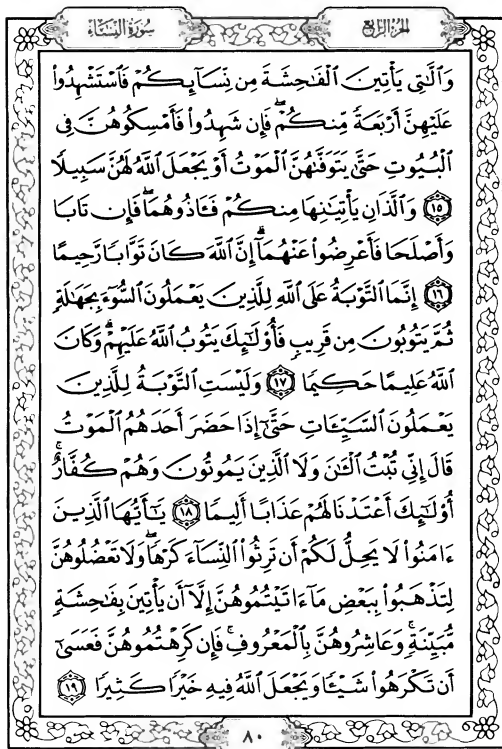 الجزء الرابع
سورة النساء
وَٱلَّٰتِى يَأْتِينَ ٱلْفَٰحِشَةَ مِن نِّسَآئِكُمْ فَٱسْتَشْهِدُوا۟
عَلَيْهِنَّ أَرْبَعَةً مِّنكُمْ ۖ فَإِن شَهِدُوا۟ فَأَمْسِكُوهُنَّ فِى
ٱلْبُيُوتِ حَتَّىٰ يَتَوَفَّىٰهُنَّ ٱلْمَوْتُ أَوْ يَجْعَلَ ٱللَّهُ لَهُنَّ سَبِيلًا
١٥ وَٱلَّذَانِ يَأْتِيَٰنِهَا مِنكُمْ فَـَٔاذُوهُمَا ۖ فَإِن تَابَا
وَأَصْلَحَا فَأَعْرِضُوا۟ عَنْهُمَآ ۗ إِنَّ ٱللَّهَ كَانَ تَوَّابًا رَّحِيمًا
١٦ إِنَّمَا ٱلتَّوْبَةُ عَلَى ٱللَّهِ لِلَّذِينَ يَعْمَلُونَ ٱلسُّوٓءَ بِجَهَٰلَةٍ
ثُمَّ يَتُوبُونَ مِن قَرِيبٍ فَأُو۟لَٰٓئِكَ يَتُوبُ ٱللَّهُ عَلَيْهِمْ ۗ وَكَانَ
ٱللَّهُ عَلِيمًا حَكِيمًا ١٧ وَلَيْسَتِ ٱلتَّوْبَةُ لِلَّذِينَ
يَعْمَلُونَ ٱلسَّيِّـَٔاتِ حَتَّىٰٓ إِذَا حَضَرَ أَحَدَهُمُ ٱلْمَوْتُ
قَالَ إِنِّى تُبْتُ ٱلْـَٰٔنَ وَلَا ٱلَّذِينَ يَمُوتُونَ وَهُمْ كُفَّارٌ ۚ
أُو۟لَٰٓئِكَ أَعْتَدْنَا لَهُمْ عَذَابًا أَلِيمًا ١٨ يَٰٓأَيُّهَا ٱلَّذِينَ
ءَامَنُوا۟ لَا يَحِلُّ لَكُمْ أَن تَرِثُوا۟ ٱلنِّسَآءَ كَرْهًا ۖ وَلَا تَعْضُلُوهُنَّ
لِتَذْهَبُوا۟ بِبَعْضِ مَآ ءَاتَيْتُمُوهُنَّ إِلَّآ أَن يَأْتِينَ بِفَٰحِشَةٍ
مُّبَيِّنَةٍ ۚ وَعَاشِرُوهُنَّ بِٱلْمَعْرُوفِ ۚ فَإِن كَرِهْتُمُوهُنَّ فَعَسَىٰٓ
أَن تَكْرَهُوا۟ شَيْـًٔا وَيَجْعَلَ ٱللَّهُ فِيهِ خَيْرًا كَثِيرًا ١٩
٨٠